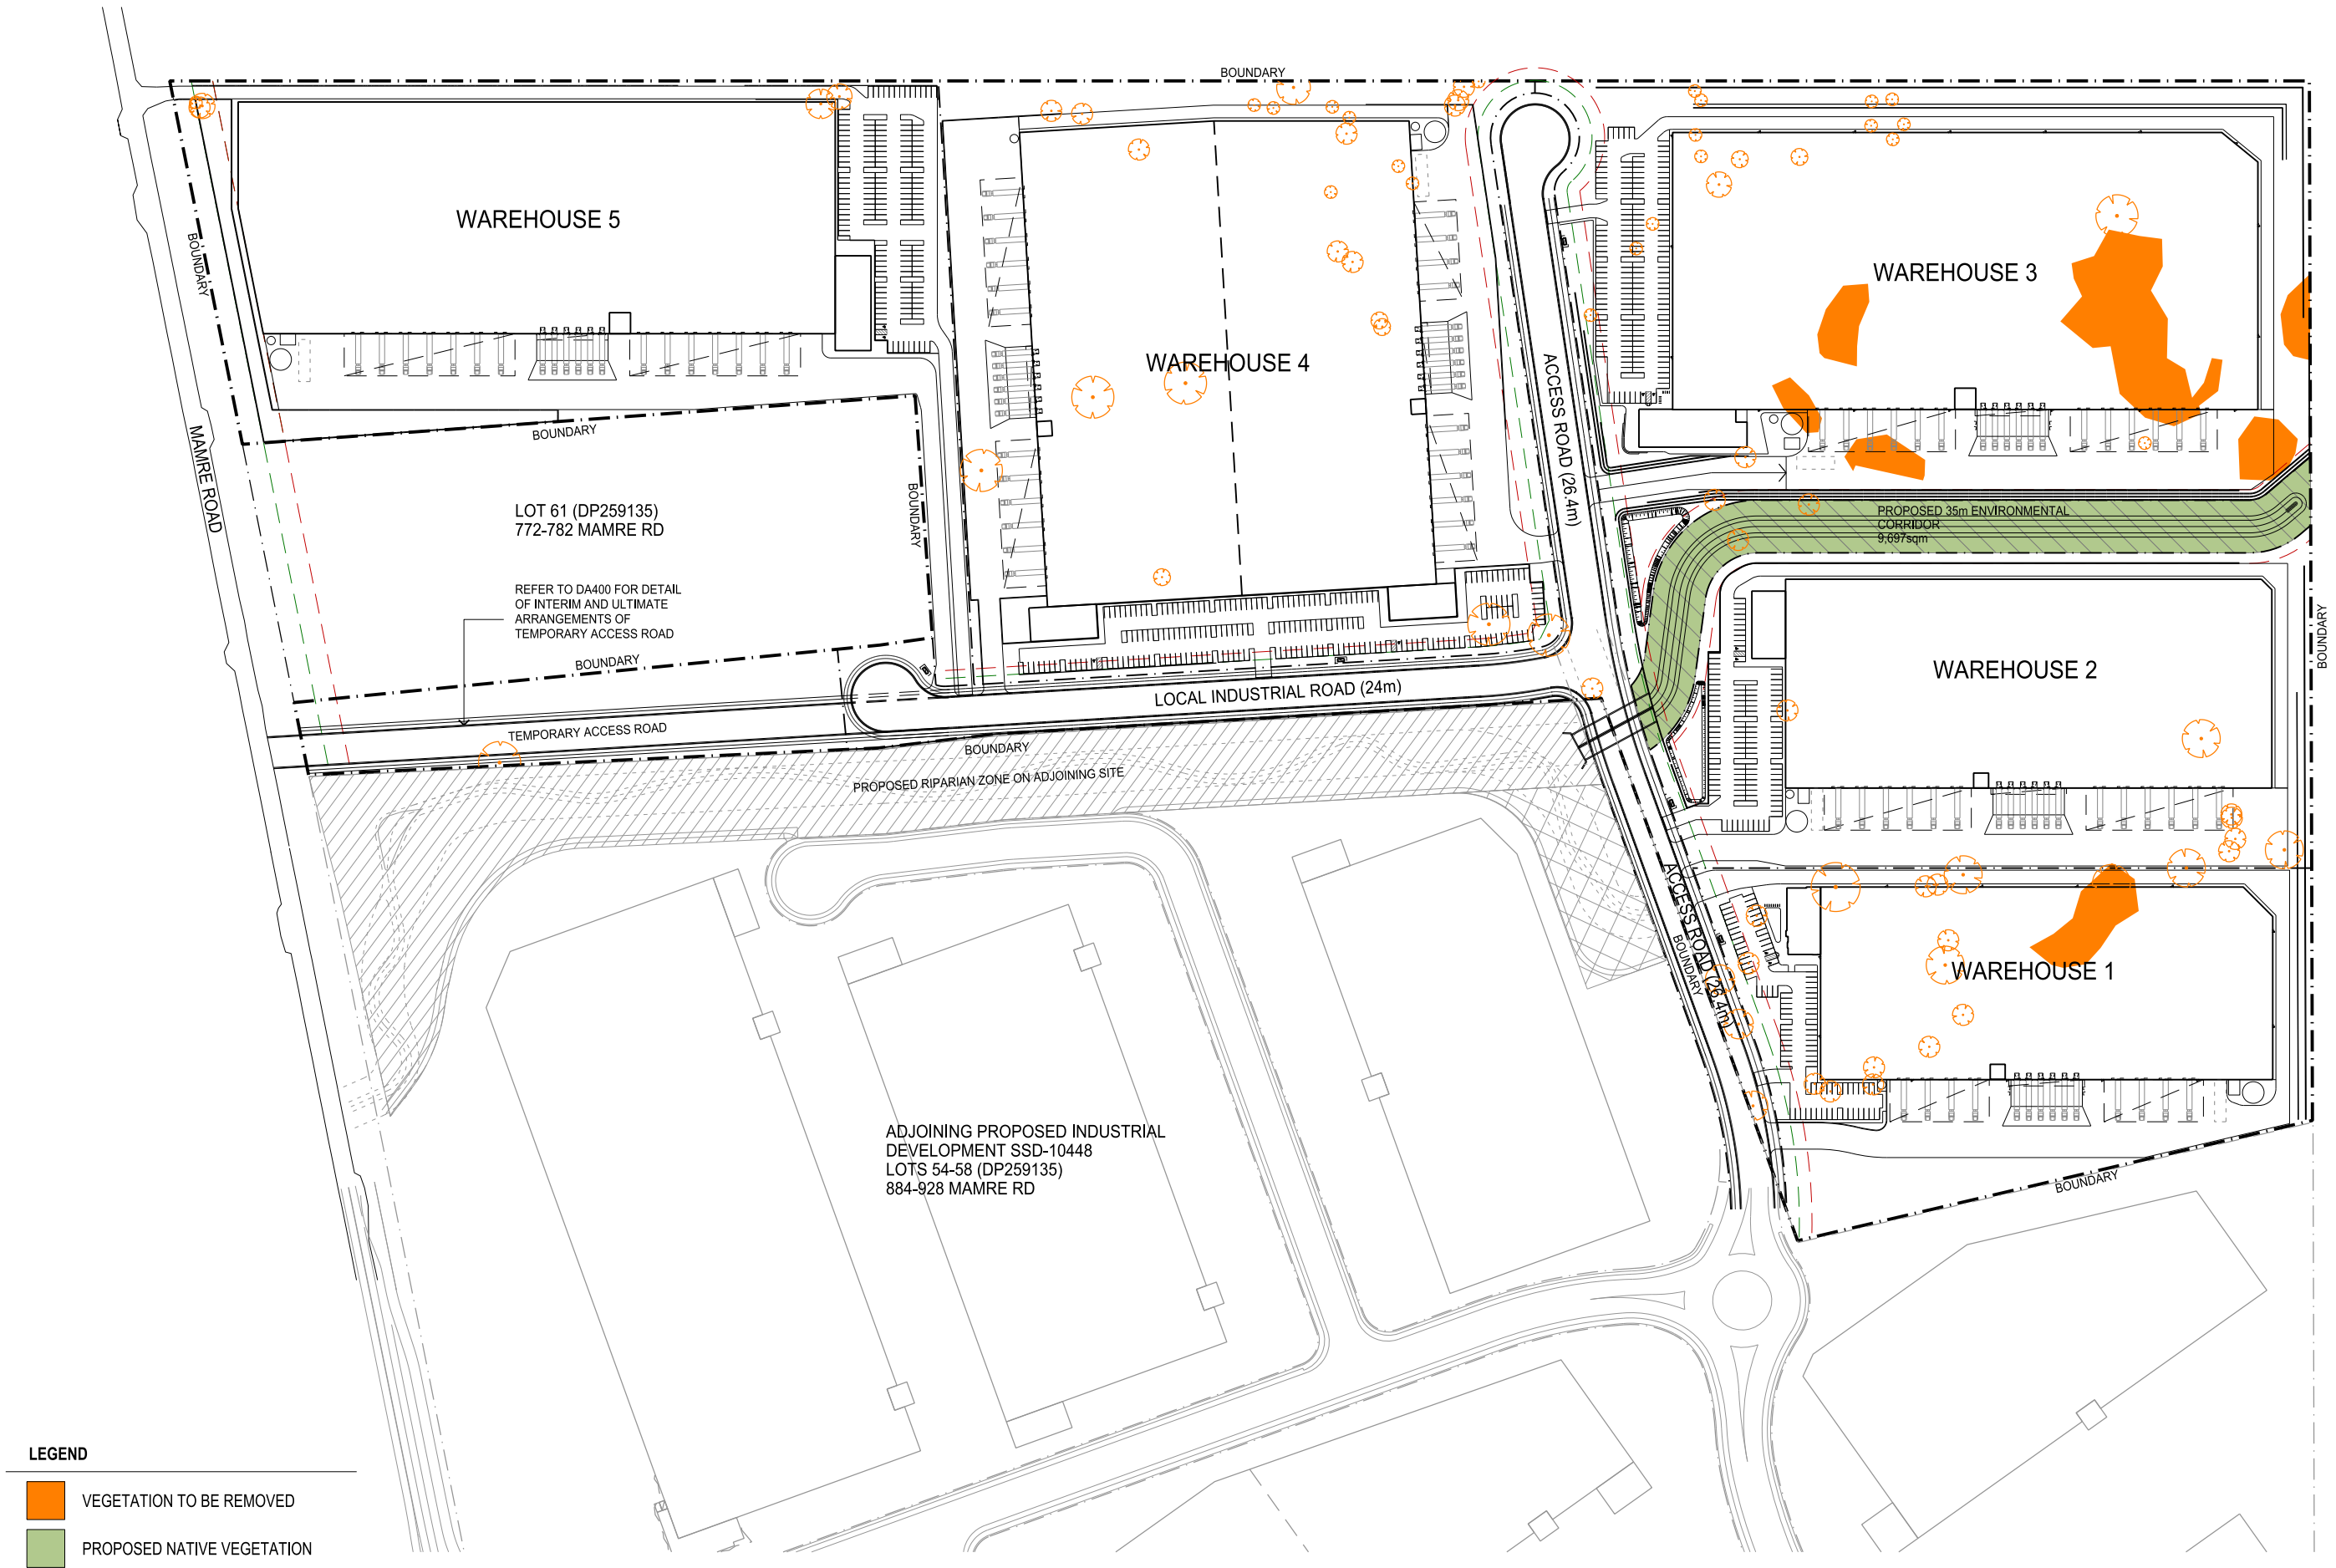 BOUNDARY
WAREHOUSE 5
BOUNDARY
WAREHOUSE 4
WAREHOUSE 3
BOUNDARY
MAMRE ROAD
ACCESS ROAD (26.4m)
BOUNDARY
LOT 61 (DP259135)
772-782 MAMRE RD
PROPOSED 35m ENVIRONMENTAL
CORRIDOR
9,697sqm
REFER TO DA400 FOR DETAIL
OF INTERIM AND ULTIMATE
ARRANGEMENTS OF
TEMPORARY ACCESS ROAD
BOUNDARY
BOUNDARY
WAREHOUSE 2
LOCAL INDUSTRIAL ROAD (24m)
TEMPORARY ACCESS ROAD
BOUNDARY
PROPOSED RIPARIAN ZONE ON ADJOINING SITE
ACCESS ROAD (26.4m)
BOUNDARY
WAREHOUSE 1
ADJOINING PROPOSED INDUSTRIAL
DEVELOPMENT SSD-10448
LOTS 54-58 (DP259135)
884-928 MAMRE RD
BOUNDARY
LEGEND
VEGETATION TO BE REMOVED
PROPOSED NATIVE VEGETATION